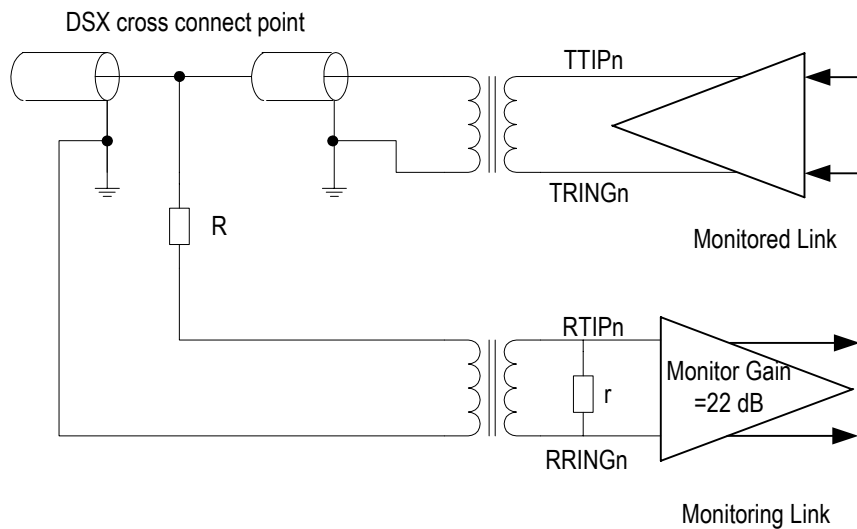 DSX cross connect point
TTIPn
TRINGn
R
Monitored Link
RTIPn
Monitor Gain
=22 dB
r
RRINGn
Monitoring Link